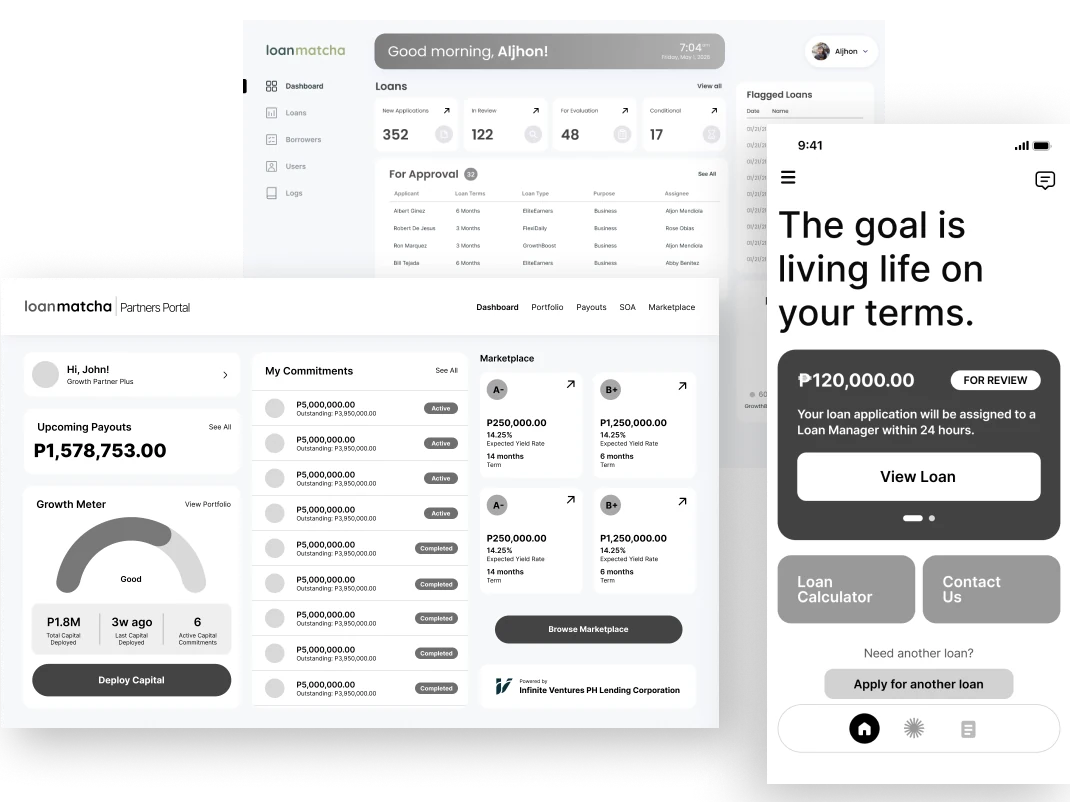 loanmatcha
Good morning, Aljhon!
7:04
Friday, May 1, 2026
Aljhon
Dashboard
Loans
Borrowers
Users
Logs
Loans
View all
New Applications
352
In Review
122
For Evaluation
48
Conditional
17
For Approval 32
See All
Applicant Loan Terms Loan Type Purpose Assignee
Albert Ginez 6 Months EliteEarners Business Aljon Mendiola
Robert De Jesus 3 Months FlexiDaily Business Rose Obias
Ron Marquez 3 Months GrowthBoost Business Aljon Mendiola
Bill Tejada 6 Months EliteEarners Business Abby Benitez
Flagged Loans
Date Name
loanmatcha Partners Portal
Dashboard Portfolio Payouts SOA Marketplace
Hi, John!
Growth Partner Plus
Upcoming Payouts See All
P1,578,753.00
Growth Meter View Portfolio
Good
P1.8M
Total Capital
Deployed
3w ago
Last Capital
Deployed
6
Active Capital
Commitments
Deploy Capital
My Commitments See All
P5,000,000.00
Outstanding: P3,950,000.00
Active
P5,000,000.00
Outstanding: P3,950,000.00
Active
P5,000,000.00
Outstanding: P3,950,000.00
Active
P5,000,000.00
Outstanding: P3,950,000.00
Active
P5,000,000.00
Outstanding: P3,950,000.00
Completed
P5,000,000.00
Outstanding: P3,950,000.00
Completed
P5,000,000.00
Outstanding: P3,950,000.00
Completed
P5,000,000.00
Outstanding: P3,950,000.00
Completed
P5,000,000.00
Outstanding: P3,950,000.00
Completed
Marketplace
A-
P250,000.00
14.25%
Expected Yield Rate
14 months
Term
B+
P1,250,000.00
14.25%
Expected Yield Rate
6 months
Term
A-
P250,000.00
14.25%
Expected Yield Rate
14 months
Term
B+
P1,250,000.00
14.25%
Expected Yield Rate
6 months
Term
Browse Marketplace
Powered by
Infinite Ventures PH Lending Corporation
9:41
The goal is
living life on
your terms.
₱120,000.00
FOR REVIEW
Your loan application will be assigned to a
Loan Manager within 24 hours.
View Loan
Loan
Calculator
Contact
Us
Need another loan?
Apply for another loan